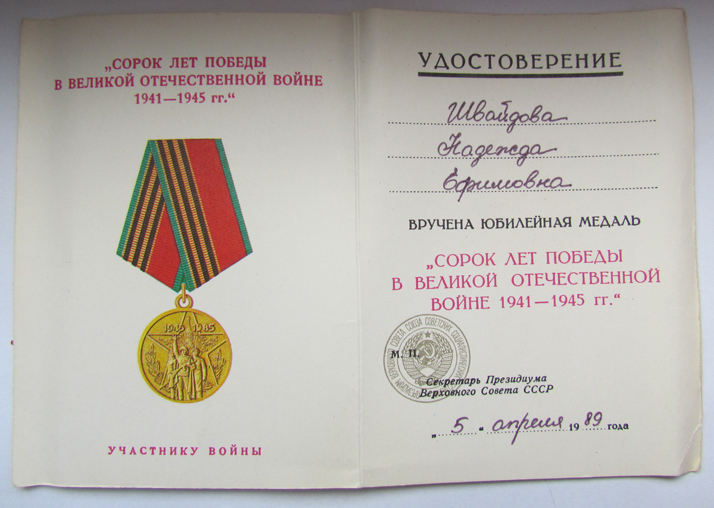 „СОРОК ЛЕТ ПОБЕДЫ
В ВЕЛИКОЙ ОТЕЧЕСТВЕННОЙ ВОЙНЕ
1941—1945 гг.“
1945 1985
УЧАСТНИКУ ВОЙНЫ
УДОСТОВЕРЕНИЕ
Швайдова
Надежда
Ефимовна
ВРУЧЕНА ЮБИЛЕЙНАЯ МЕДАЛЬ
„СОРОК ЛЕТ ПОБЕДЫ
В ВЕЛИКОЙ ОТЕЧЕСТВЕННОЙ
ВОЙНЕ 1941—1945 гг.“
М. П.
Секретарь Президиума
Верховного Совета СССР
„5“ апреля 1989 года